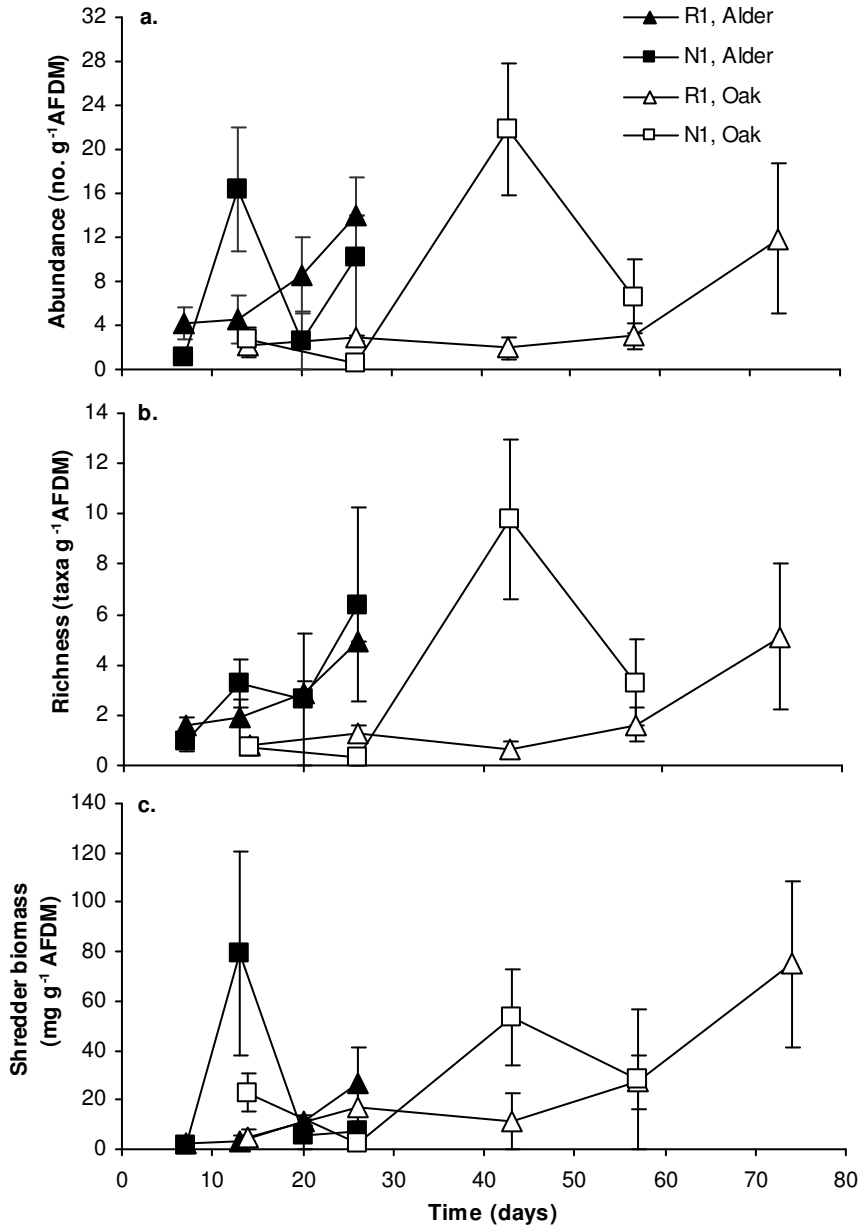 a.
R1, Alder
N1, Alder
R1, Oak
N1, Oak
Abundance (no. g-1AFDM)
32
28
24
20
16
12
8
4
0
b.
Richness (taxa g-1AFDM)
14
12
10
8
6
4
2
0
c.
Shredder biomass
(mg g-1 AFDM)
140
120
100
80
60
40
20
0
0 10 20 30 40 50 60 70 80
Time (days)